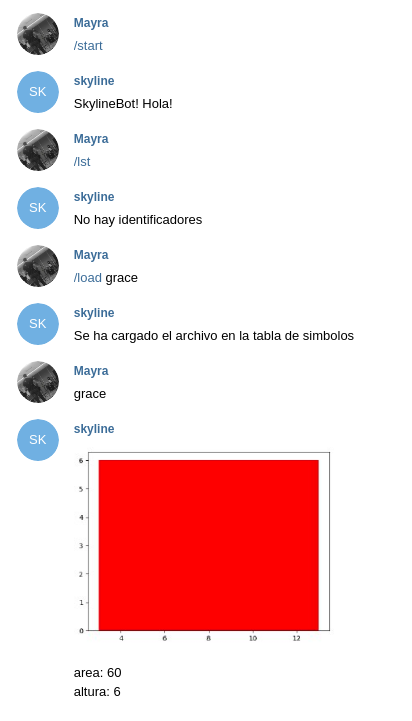 Mayra
/start
SK
skyline
SkylineBot! Hola!
Mayra
/lst
SK
skyline
No hay identificadores
Mayra
/load grace
SK
skyline
Se ha cargado el archivo en la tabla de simbolos
Mayra
grace
SK
skyline
6
5
4
3
2
1
0
4 6 8 10 12
area: 60
altura: 6